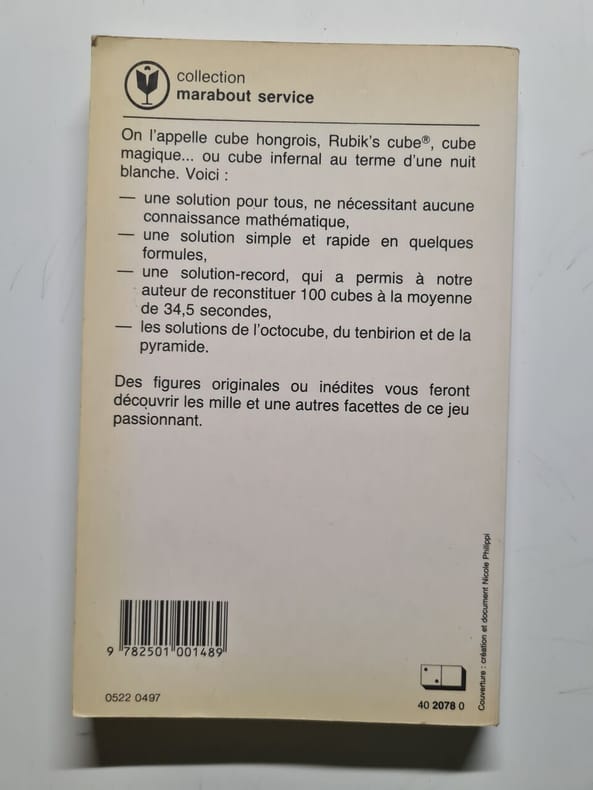 collection
marabout service
On l'appelle cube hongrois, Rubik's cube®, cube
magique... ou cube infernal au terme d'une nuit
blanche. Voici :
— une solution pour tous, ne nécessitant aucune
connaissance mathématique,
— une solution simple et rapide en quelques
formules,
— une solution-record, qui a permis à notre
auteur de reconstituer 100 cubes à la moyenne
de 34,5 secondes,
— les solutions de l'octocube, du tenbirion et de la
pyramide.
Des figures originales ou inédites vous feront
découvrir les mille et une autres facettes de ce jeu
passionnant.
9 782501 001489
0522 0497
40 2078 0
Couverture : création et document Nicole Philippi